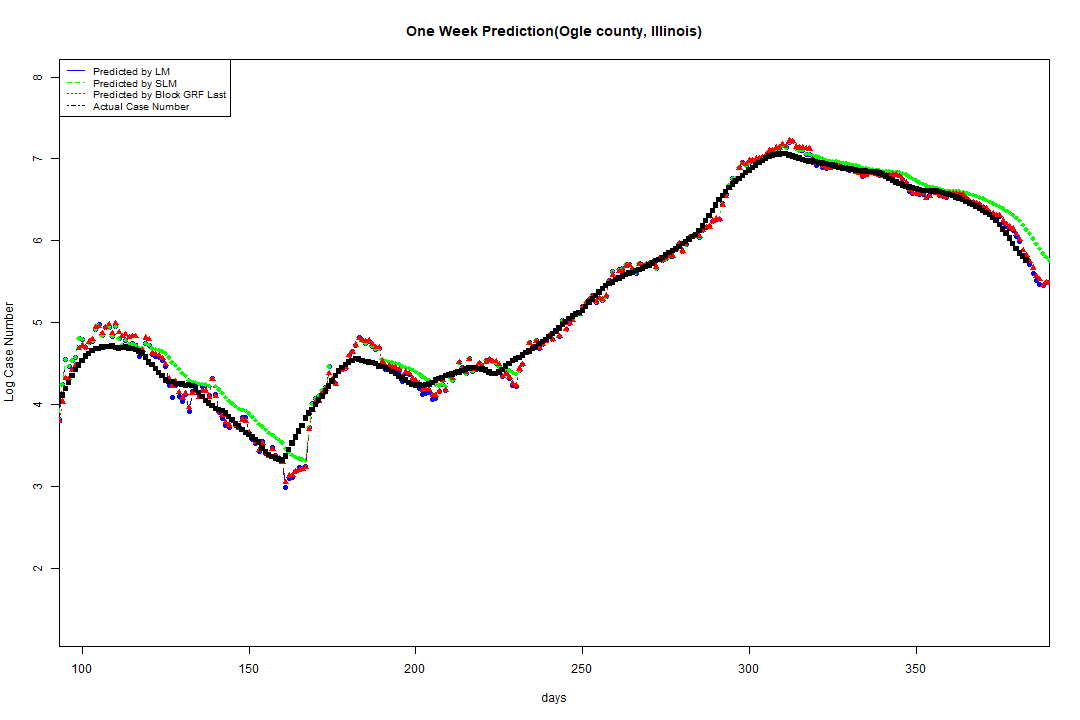 One Week Prediction(Ogle county, Illinois)
Predicted by LM
Predicted by SLM
Predicted by Block GRF Last
Actual Case Number
8
7
6
5
4
3
2
Log Case Number
100 150 200 250 300 350
days